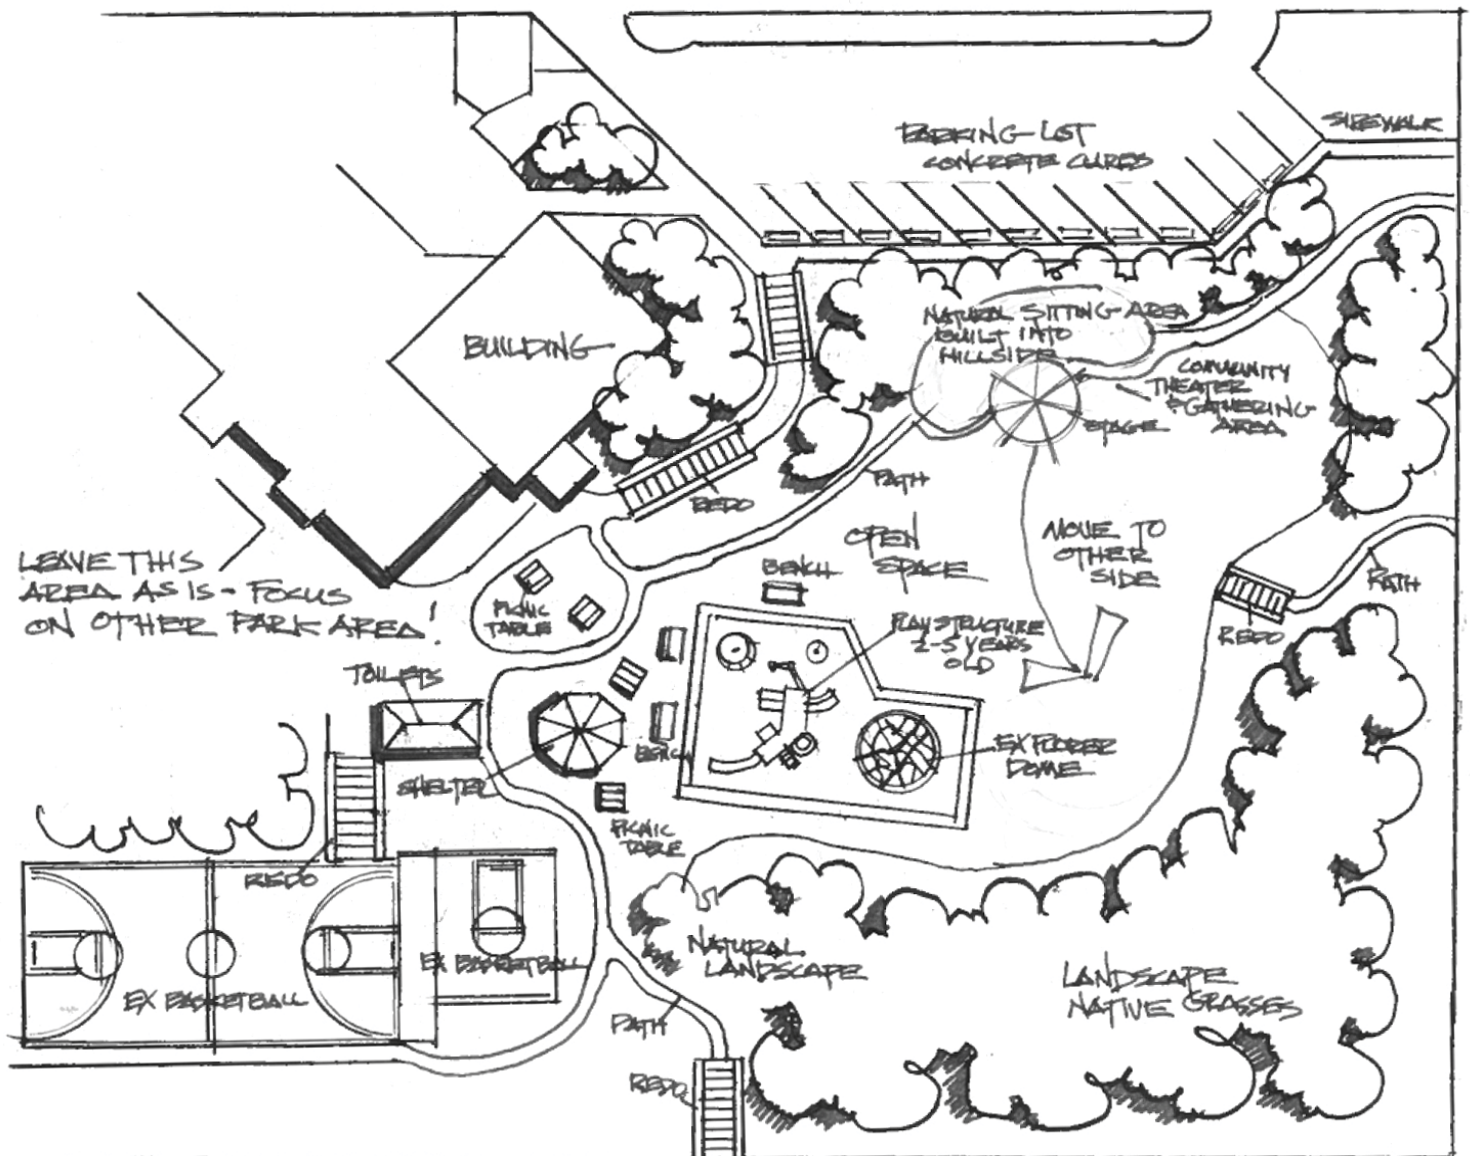 SIDEWALK
PARKING LOT
CONCRETE CURBS
NATURAL SITTING AREA
BUILT INTO
HILLSIDE
BUILDING
COMMUNITY
THEATER
& GATHERING
AREA
STAGE
PATH
REDO
OPEN
SPACE
MOVE TO
OTHER
SIDE
LEAVE THIS
AREA AS IS - FOCUS
ON OTHER PARK AREA!
BENCH
PICNIC
TABLE
PLAY STRUCTURE
2-5 YEARS
OLD
PATH
REDO
TOILETS
SHELTER
BENCH
EXPLORER
DOME
PICNIC
TABLE
REDO
EX BASKETBALL
EX BASKETBALL
NATURAL
LANDSCAPE
LANDSCAPE
NATIVE GRASSES
PATH
REDO